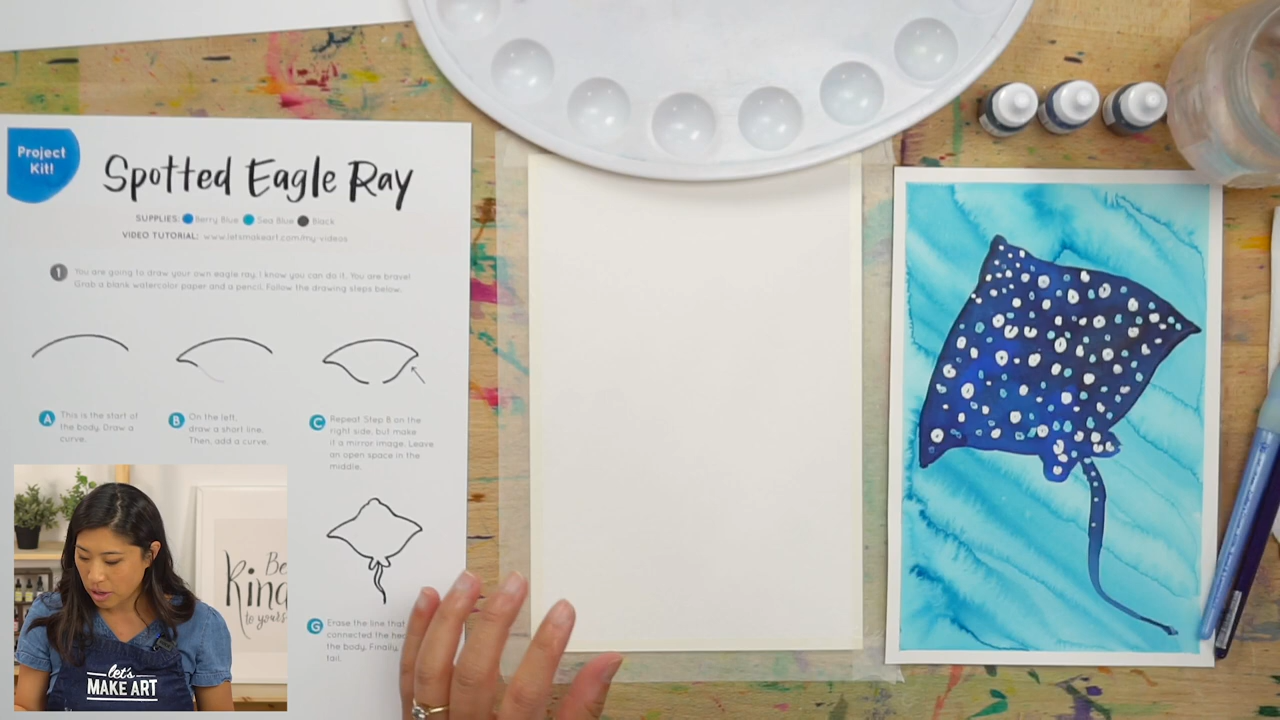 Project
Kit!
Spotted Eagle Ray
SUPPLIES: Berry Blue Sea Blue Black
VIDEO TUTORIAL: www.letsmakeart.com/my-videos
1 You are going to draw your own eagle ray. I know you can do it. You are brave!
Grab a blank watercolor paper and a pencil. Follow the drawing steps below.
A This is the start of
the body. Draw a
curve.
B On the left,
draw a short line.
Then, add a curve.
C Repeat Step B on the
right side, but make
it a mirror image. Leave
an open space in the
middle.
G Erase the line that
connected the
the body. Finally,
tail.
Be
Kind
to yours
let's
MAKE ART